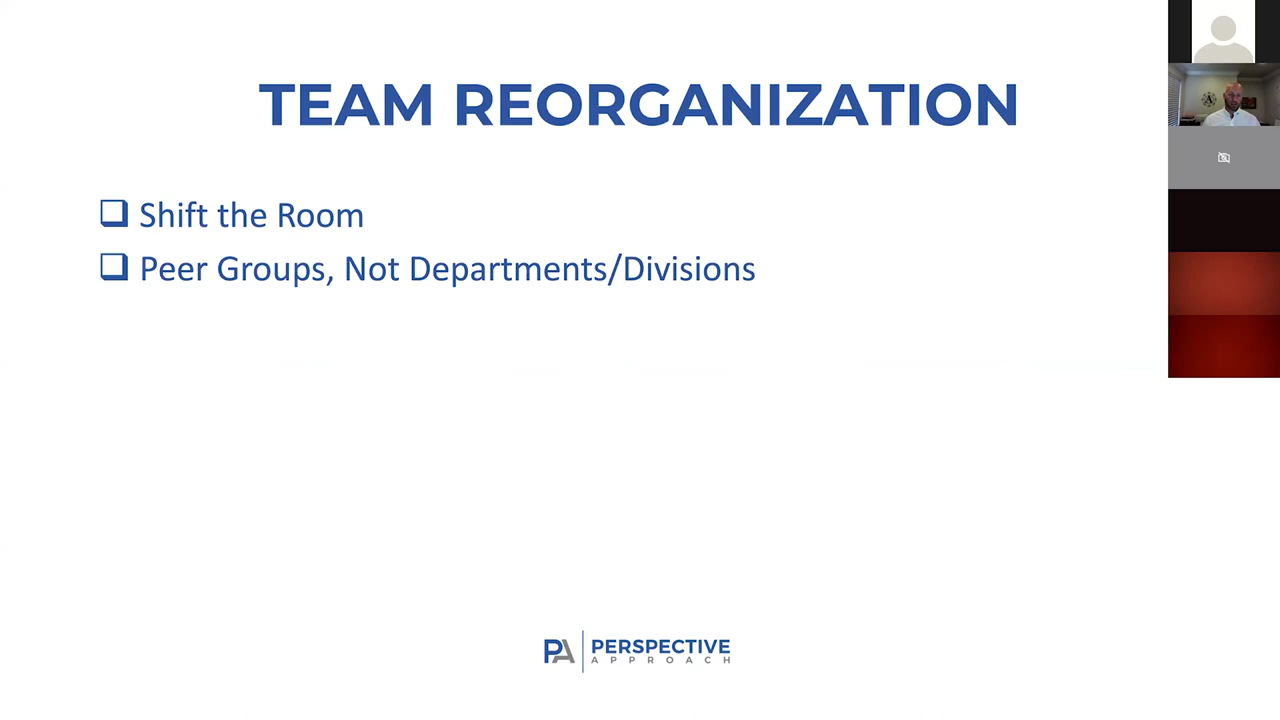 TEAM REORGANIZATION
❑ Shift the Room
❑ Peer Groups, Not Departments/Divisions
PA PERSPECTIVE
APPROACH